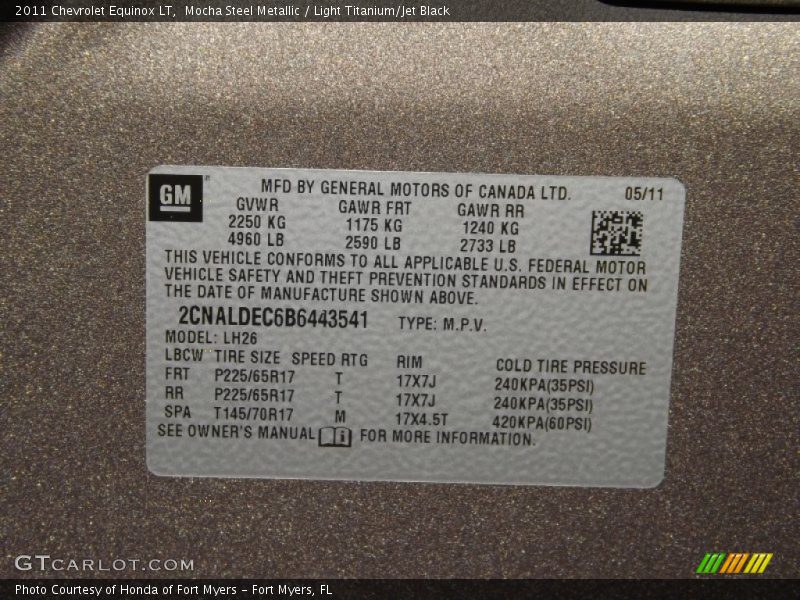 2011 Chevrolet Equinox LT, Mocha Steel Metallic / Light Titanium/Jet Black
GM
MFD BY GENERAL MOTORS OF CANADA LTD. 05/11
GVWR GAWR FRT GAWR RR
2250 KG 1175 KG 1240 KG
4960 LB 2590 LB 2733 LB
THIS VEHICLE CONFORMS TO ALL APPLICABLE U.S. FEDERAL MOTOR
VEHICLE SAFETY AND THEFT PREVENTION STANDARDS IN EFFECT ON
THE DATE OF MANUFACTURE SHOWN ABOVE.
2CNALDEC6B6443541 TYPE: M.P.V.
MODEL: LH26
LBCW TIRE SIZE SPEED RTG RIM COLD TIRE PRESSURE
FRT P225/65R17 T 17X7J 240KPA(35PSI)
RR P225/65R17 T 17X7J 240KPA(35PSI)
SPA T145/70R17 M 17X4.5T 420KPA(60PSI)
SEE OWNER'S MANUAL FOR MORE INFORMATION.
GTCARLOT.COM
Photo Courtesy of Honda of Fort Myers - Fort Myers, FL